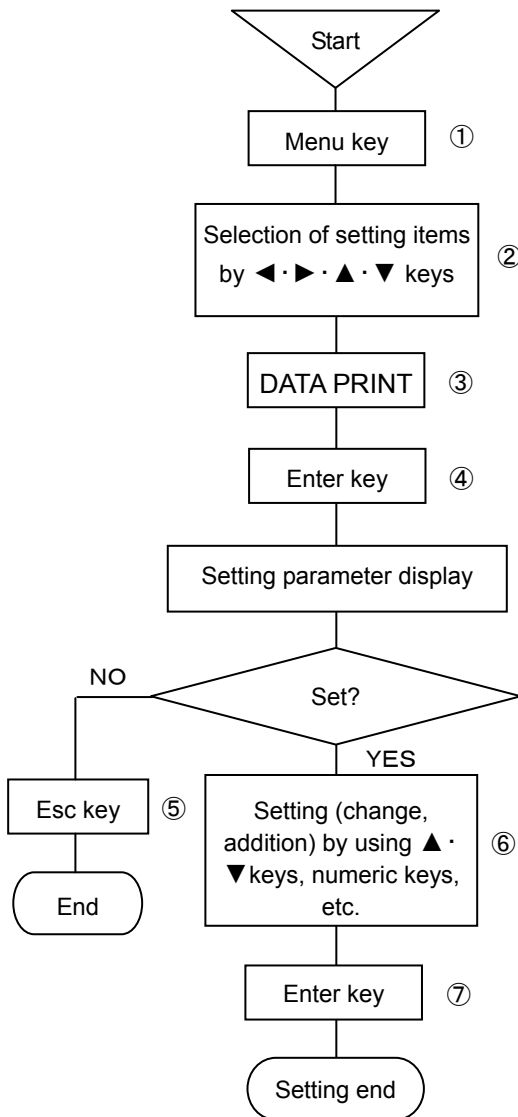 Start
Menu key ①
Selection of setting items
by ◀・▶・▲・▼ keys ②
DATA PRINT ③
Enter key ④
Setting parameter display
NO
Set?
YES
Esc key ⑤
End
Setting (change,
addition) by using ▲・
▼keys, numeric keys,
etc. ⑥
Enter key ⑦
Setting end